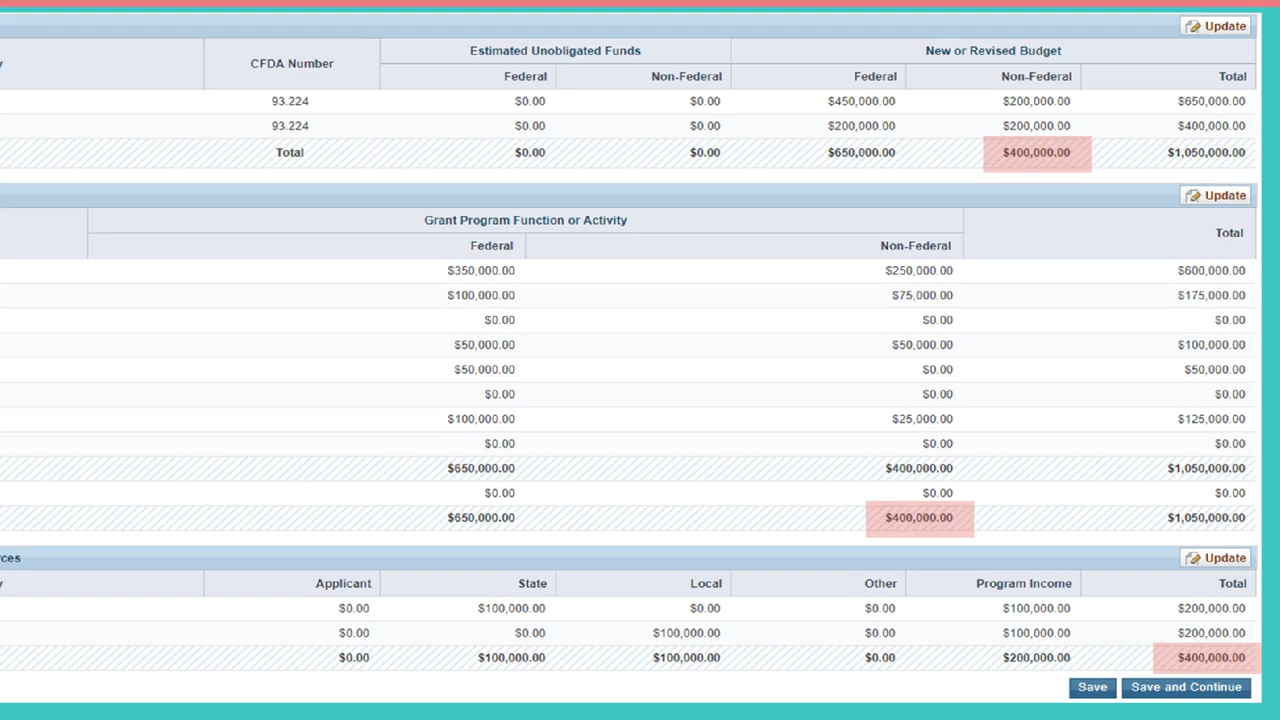 Update
CFDA Number Estimated Unobligated Funds New or Revised Budget
Federal Non-Federal Federal Non-Federal Total
93.224 $0.00 $0.00 $450,000.00 $200,000.00 $650,000.00
93.224 $0.00 $0.00 $200,000.00 $200,000.00 $400,000.00
Total $0.00 $0.00 $650,000.00 $400,000.00 $1,050,000.00
Update
Grant Program Function or Activity Total
Federal Non-Federal
$350,000.00 $250,000.00 $600,000.00
$100,000.00 $75,000.00 $175,000.00
$0.00 $0.00 $0.00
$50,000.00 $50,000.00 $100,000.00
$50,000.00 $0.00 $50,000.00
$0.00 $0.00 $0.00
$100,000.00 $25,000.00 $125,000.00
$0.00 $0.00 $0.00
$650,000.00 $400,000.00 $1,050,000.00
$0.00 $0.00 $0.00
$650,000.00 $400,000.00 $1,050,000.00
rces Update
y Applicant State Local Other Program Income Total
$0.00 $100,000.00 $0.00 $0.00 $100,000.00 $200,000.00
$0.00 $0.00 $100,000.00 $0.00 $100,000.00 $200,000.00
$0.00 $100,000.00 $100,000.00 $0.00 $200,000.00 $400,000.00
Save Save and Continue